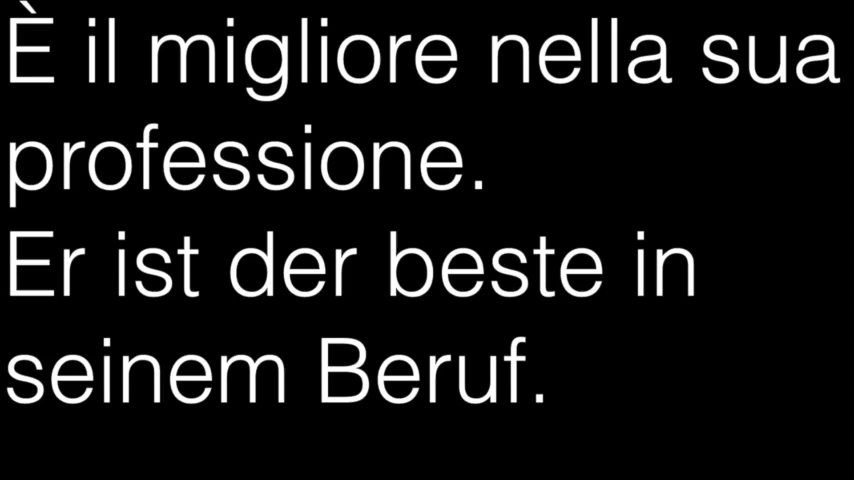 È il migliore nella sua
professione.
Er ist der beste in
seinem Beruf.